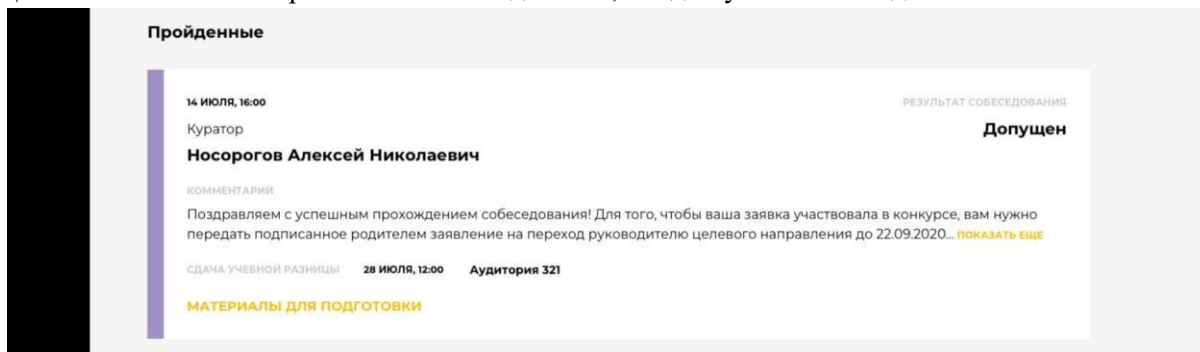 Пройденные
14 ИЮЛЯ, 16:00
РЕЗУЛЬТАТ СОБЕСЕДОВАНИЯ
Куратор
Допущен
Носорогов Алексей Николаевич
КОММЕНТАРИЙ
Поздравляем с успешным прохождением собеседования! Для того, чтобы ваша заявка участвовала в конкурсе, вам нужно
передать подписанное родителем заявление на переход руководителю целевого направления до 22.09.2020... ПОКАЗАТЬ ЕЩЕ
СДАЧА УЧЕБНОЙ РАЗНИЦЫ 28 ИЮЛЯ, 12:00 Аудитория 321
МАТЕРИАЛЫ ДЛЯ ПОДГОТОВКИ